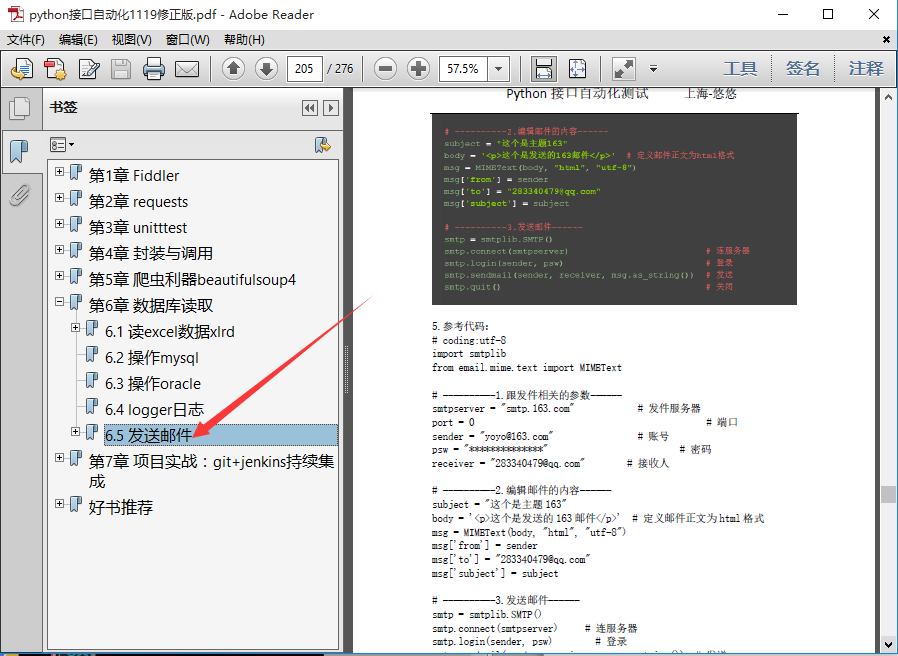 python接口自动化1119修正版.pdf - Adobe Reader
文件(F) 编辑(E) 视图(V) 窗口(W) 帮助(H)
205 / 276 57.5% 工具 签名 注释
书签
第1章 Fiddler
第2章 requests
第3章 unitttest
第4章 封装与调用
第5章 爬虫利器beautifulsoup4
第6章 数据库读取
6.1 读excel数据xlrd
6.2 操作mysql
6.3 操作oracle
6.4 logger日志
6.5 发送邮件
第7章 项目实战：git+jenkins持续集
成
好书推荐
Python 接口自动化测试 上海-悠悠
# ----------2.编辑邮件的内容------
subject = "这个是主题163"
body = '<p>这个是发送的163邮件</p>' # 定义邮件正文为html格式
msg = MIMEText(body, "html", "utf-8")
msg['from'] = sender
msg['to'] = "283340479@qq.com"
msg['subject'] = subject
# ----------3.发送邮件------
smtp = smtplib.SMTP()
smtp.connect(smtpserver) # 连服务器
smtp.login(sender, psw) # 登录
smtp.sendmail(sender, receiver, msg.as_string()) # 发送
smtp.quit() # 关闭
5.参考代码：
# coding:utf-8
import smtplib
from email.mime.text import MIMEText
# ----------1.跟发件相关的参数------
smtpserver = "smtp.163.com" # 发件服务器
port = 0 # 端口
sender = "yoyo@163.com" # 账号
psw = "**************" # 密码
receiver = "283340479@qq.com" # 接收人
# ----------2.编辑邮件的内容------
subject = "这个是主题 163"
body = '<p>这个是发送的 163 邮件</p>' # 定义邮件正文为 html 格式
msg = MIMEText(body, "html", "utf-8")
msg['from'] = sender
msg['to'] = "283340479@qq.com"
msg['subject'] = subject
# ----------3.发送邮件------
smtp = smtplib.SMTP()
smtp.connect(smtpserver) # 连服务器
smtp.login(sender, psw) # 登录